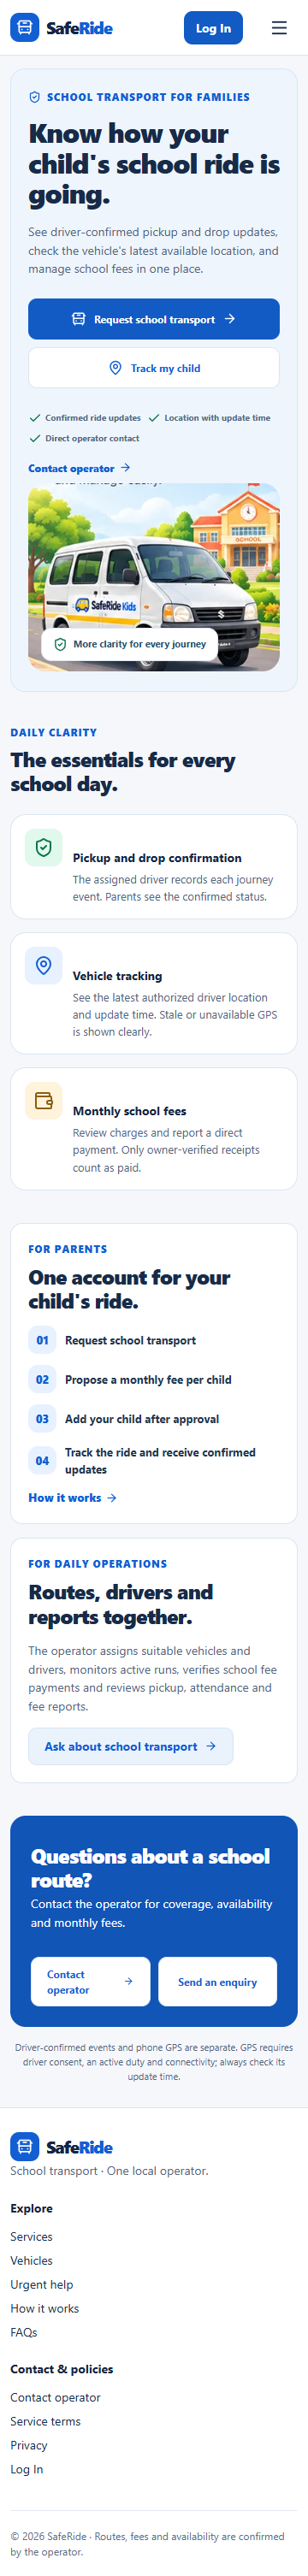 SafeRide
Log In
SCHOOL TRANSPORT FOR FAMILIES
Know how your
child's school ride is
going.
See driver-confirmed pickup and drop updates,
check the vehicle's latest available location, and
manage school fees in one place.
Request school transport
Track my child
Confirmed ride updates
Location with update time
Direct operator contact
Contact operator
and manage easily.
SCHOOL
SafeRide Kids
More clarity for every journey
DAILY CLARITY
The essentials for every
school day.
Pickup and drop confirmation
The assigned driver records each journey
event. Parents see the confirmed status.
Vehicle tracking
See the latest authorized driver location
and update time. Stale or unavailable GPS
is shown clearly.
Monthly school fees
Review charges and report a direct
payment. Only owner-verified receipts
count as paid.
FOR PARENTS
One account for your
child's ride.
01 Request school transport
02 Propose a monthly fee per child
03 Add your child after approval
04 Track the ride and receive confirmed
updates
How it works
FOR DAILY OPERATIONS
Routes, drivers and
reports together.
The operator assigns suitable vehicles and
drivers, monitors active runs, verifies school fee
payments and reviews pickup, attendance and
fee reports.
Ask about school transport
Questions about a school
route?
Contact the operator for coverage, availability
and monthly fees.
Contact
operator
Send an enquiry
Driver-confirmed events and phone GPS are separate. GPS requires
driver consent, an active duty and connectivity; always check its
update time.
SafeRide
School transport · One local operator.
Explore
Services
Vehicles
Urgent help
How it works
FAQs
Contact & policies
Contact operator
Service terms
Privacy
Log In
© 2026 SafeRide · Routes, fees and availability are confirmed
by the operator.